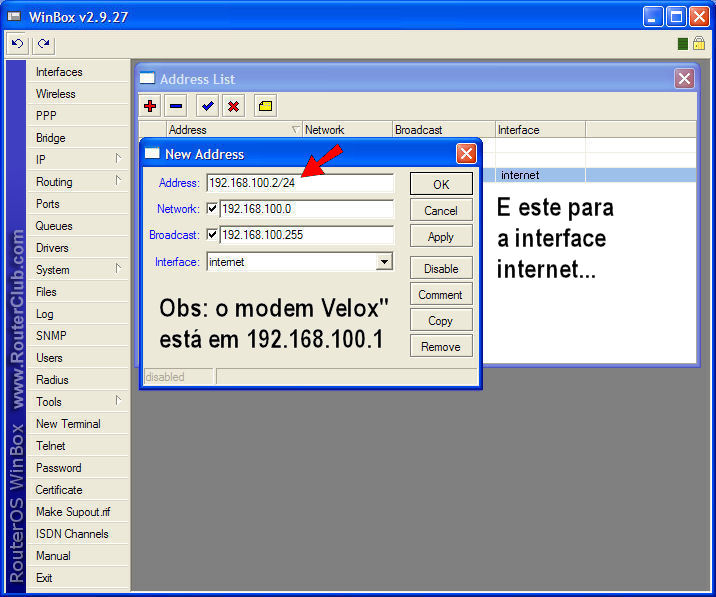 WinBox v2.9.27
Interfaces
Wireless
PPP
Bridge
IP
Routing
Ports
Queues
Drivers
System
Files
Log
SNMP
Users
Radius
Tools
New Terminal
Telnet
Password
Certificate
Make Supout.rif
ISDN Channels
Manual
Exit
RouterOS WinBox www.RouterClub.com
Address List
Address Network Broadcast Interface
internet
New Address
Address: 192.168.100.2/24
Network: 192.168.100.0
Broadcast: 192.168.100.255
Interface: internet
OK
Cancel
Apply
Disable
Comment
Copy
Remove
Obs: o modem Velox"
está em 192.168.100.1
disabled
E este para
a interface
internet...